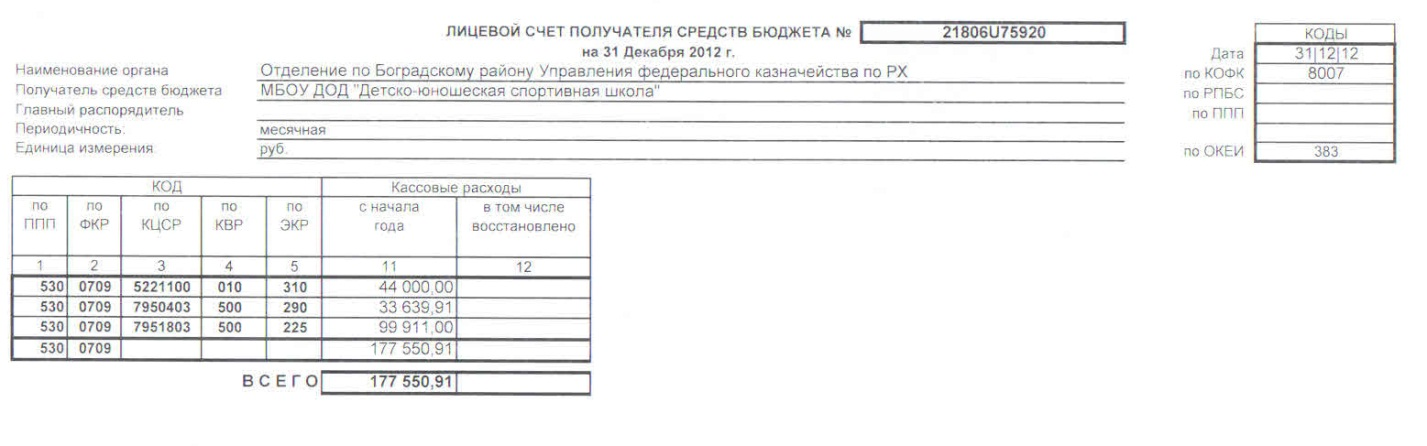 ЛИЦЕВОЙ СЧЕТ ПОЛУЧАТЕЛЯ СРЕДСТВ БЮДЖЕТА № 21806U75920
КОДЫ
на 31 Декабря 2012 г.
Дата 31|12|12
Наименование органа Отделение по Боградскому району Управления федерального казначейства по РХ по КОФК 8007
Получатель средств бюджета МБОУ ДОД "Детско-юношеская спортивная школа" по РПБС
Главный распорядитель по ППП
Периодичность: месячная
Единица измерения руб. по ОКЕИ 383
КОД Кассовые расходы
по по по по по с начала в том числе
ППП ФКР КЦСР КВР ЭКР года восстановлено
1 2 3 4 5 11 12
530 0709 5221100 010 310 44 000,00
530 0709 7950403 500 290 33 639,91
530 0709 7951803 500 225 99 911,00
530 0709 177 550,91
ВСЕГО 177 550,91